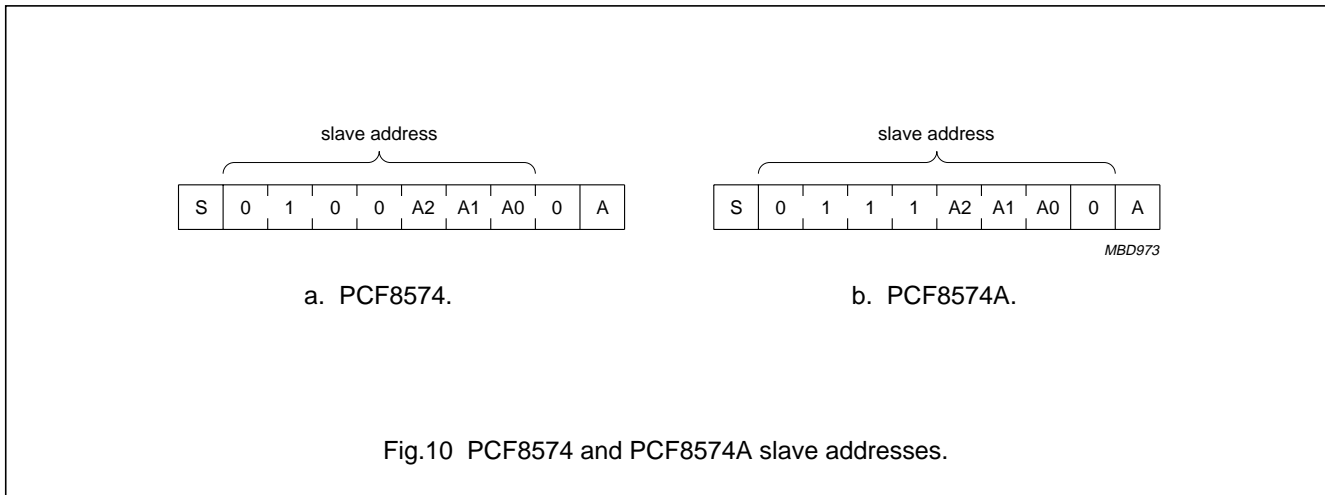 slave address
S 0 1 0 0 A2 A1 A0 0 A
a. PCF8574.
slave address
S 0 1 1 1 A2 A1 A0 0 A
MBD973
b. PCF8574A.
Fig.10 PCF8574 and PCF8574A slave addresses.